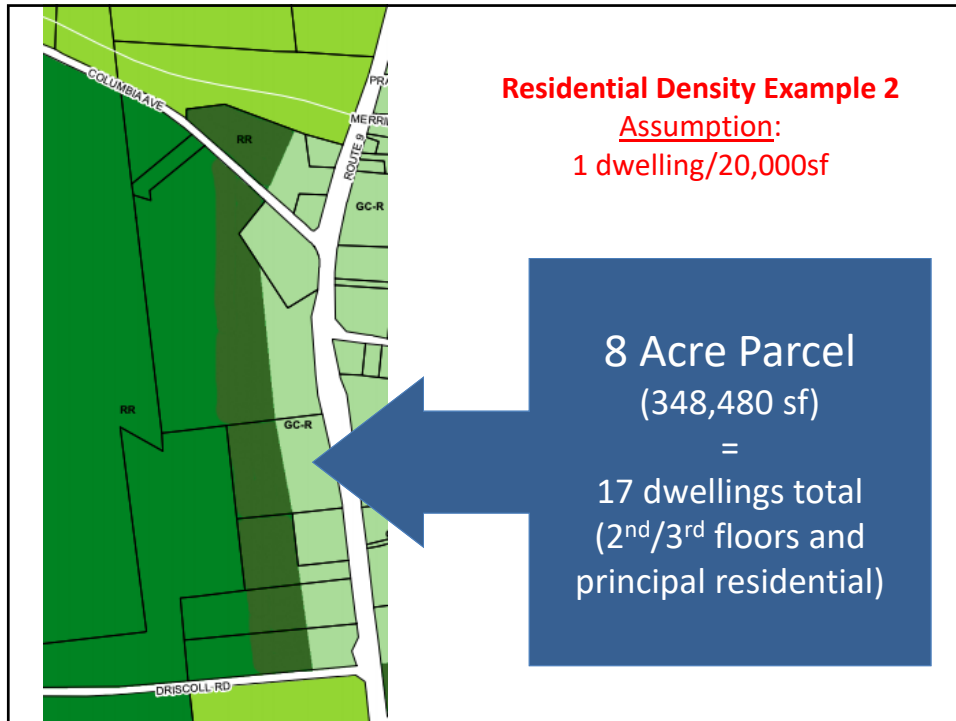 COLUMBIA AVE
PRA
MERRI
RR
ROUTE 9
GC-R
RR
GC-R
DRISCOLL RD
Residential Density Example 2
Assumption:
1 dwelling/20,000sf
8 Acre Parcel
(348,480 sf)
=
17 dwellings total
(2nd/3rd floors and
principal residential)